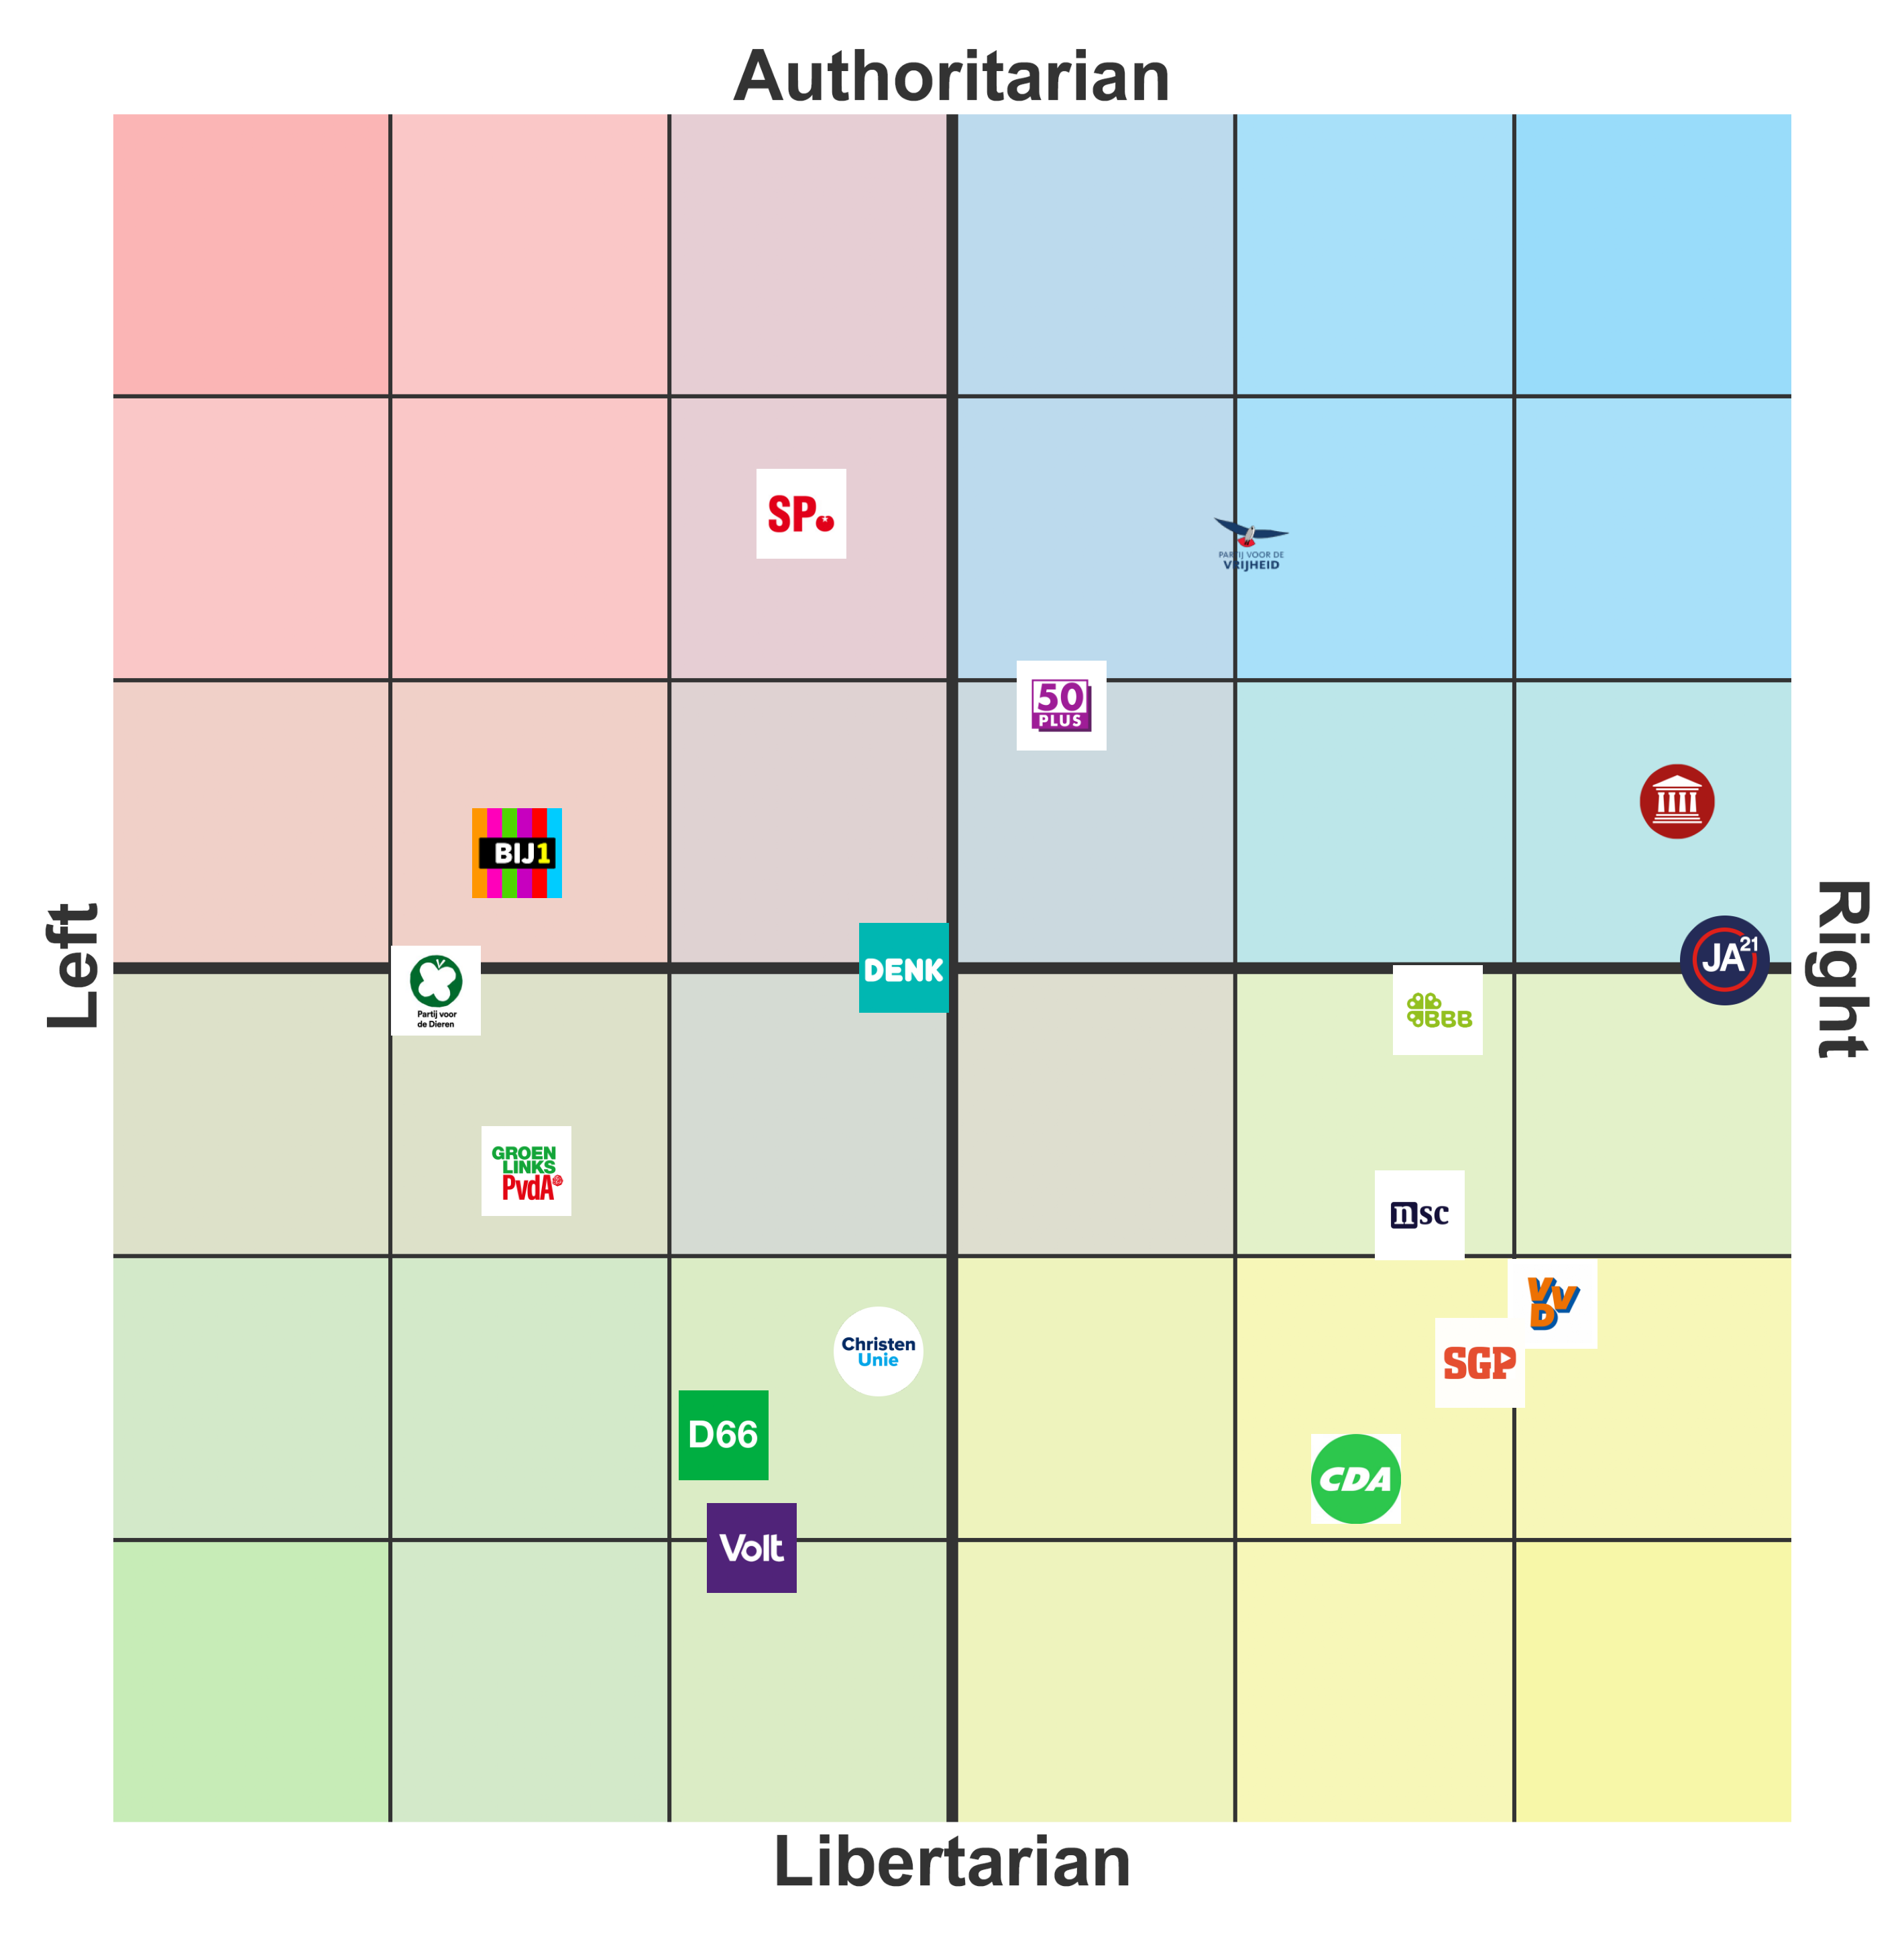 Authoritarian
SP
PARTIJ VOOR DE
VRIJHEID
50
PLUS
BIJ1
Left
Right
DENK
JA21
Partij voor
de Dieren
BBB
GROEN
LINKS
PvdA
nsc
VVD
Christen
Unie
SGP
D66
CDA
Volt
Libertarian